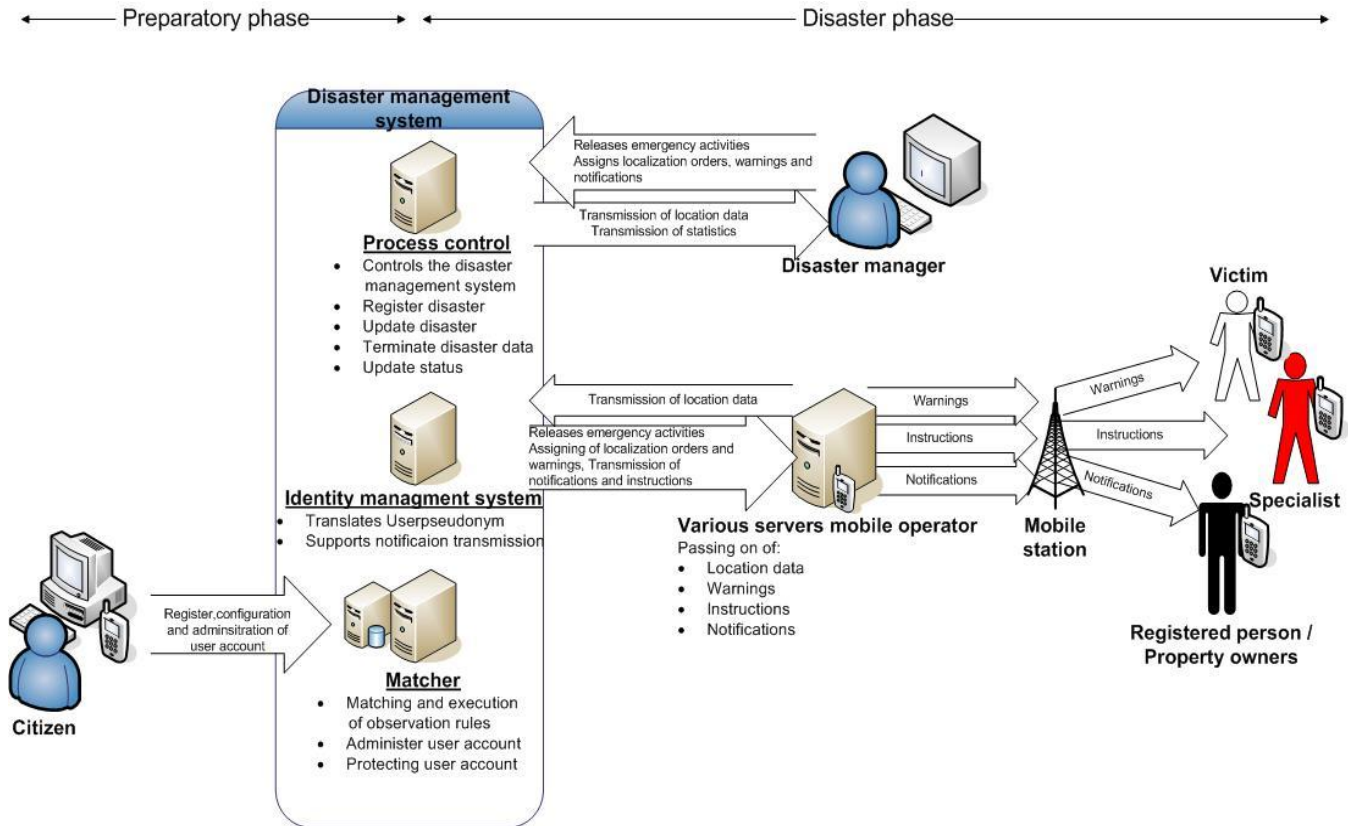 Preparatory phase
Disaster phase
Disaster management
system
Releases emergency activities
Assigns localization orders, warnings and
notifications
Transmission of location data
Transmission of statistics
Disaster manager
Process control
• Controls the disaster
management system
• Register disaster
• Update disaster
• Terminate disaster data
• Update status
Transmission of location data
Releases emergency activities
Assigning of localization orders and
warnings, Transmission of
notifications and instructions
Identity managment system
• Translates Userpseudonym
• Supports notificaion transmission
Various servers mobile operator
Passing on of:
• Location data
• Warnings
• Instructions
• Notifications
Warnings
Instructions
Notifications
Mobile
station
Warnings
Instructions
Notifications
Victim
Specialist
Registered person /
Property owners
Register,configuration
and adminsitration of
user account
Citizen
Matcher
• Matching and execution
of observation rules
• Administer user account
• Protecting user account